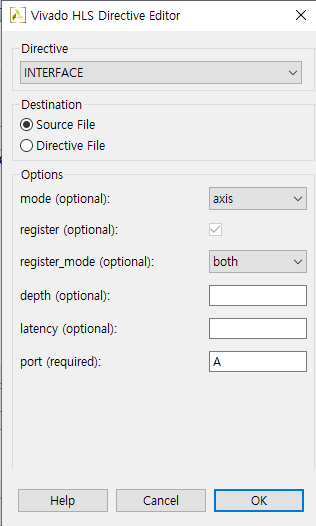 Vivado HLS Directive Editor
Directive
INTERFACE
Destination
Source File
Directive File
Options
mode (optional): axis
register (optional):
register_mode (optional): both
depth (optional):
latency (optional):
port (required): A
Help Cancel OK